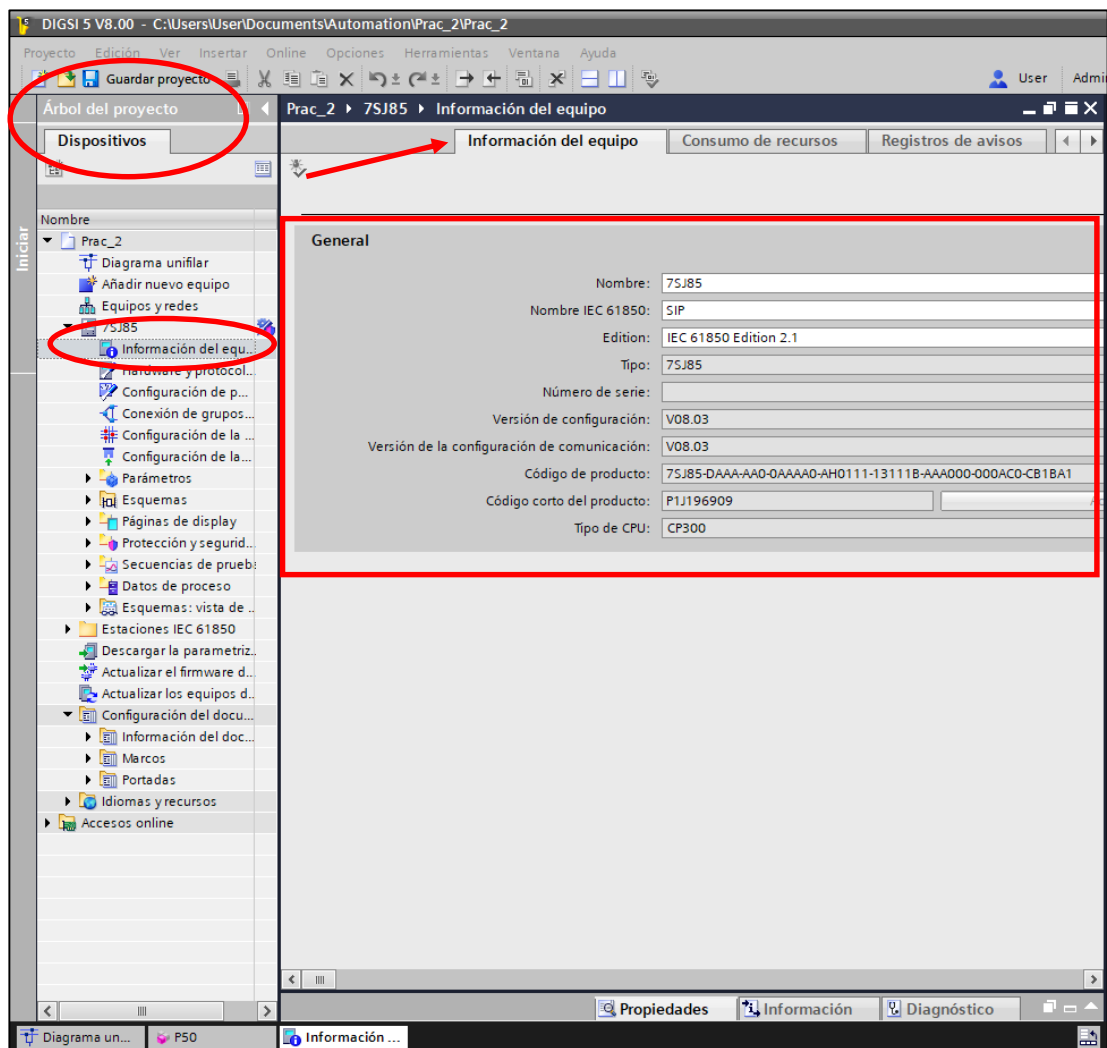 DIGSI 5 V8.00 - C:\Users\User\Documents\Automation\Prac_2\Prac_2
Proyecto Edición Ver Insertar Online Opciones Herramientas Ventana Ayuda
Guardar proyecto User Admi
Árbol del proyecto
Prac_2 ▸ 7SJ85 ▸ Información del equipo
Dispositivos
Información del equipo Consumo de recursos Registros de avisos
Iniciar
Nombre
Prac_2
Diagrama unifilar
Añadir nuevo equipo
Equipos y redes
7SJ85
Información del equ...
Hardware y protocol...
Configuración de p...
Conexión de grupos...
Configuración de la ...
Configuración de la...
Parámetros
Esquemas
Páginas de display
Protección y segurid...
Secuencias de prueb
Datos de proceso
Esquemas: vista de ..
Estaciones IEC 61850
Descargar la parametriz..
Actualizar el firmware d..
Actualizar los equipos d..
Configuración del docu...
Información del doc...
Marcos
Portadas
Idiomas y recursos
Accesos online
General
Nombre: 7SJ85
Nombre IEC 61850: SIP
Edition: IEC 61850 Edition 2.1
Tipo: 7SJ85
Número de serie:
Versión de configuración: V08.03
Versión de la configuración de comunicación: V08.03
Código de producto: 7SJ85-DAAA-AA0-0AAAA0-AH0111-13111B-AAA000-000AC0-CB1BA1
Código corto del producto: P1J196909
Tipo de CPU: CP300
Propiedades Información Diagnóstico
Diagrama un... P50 Información ...